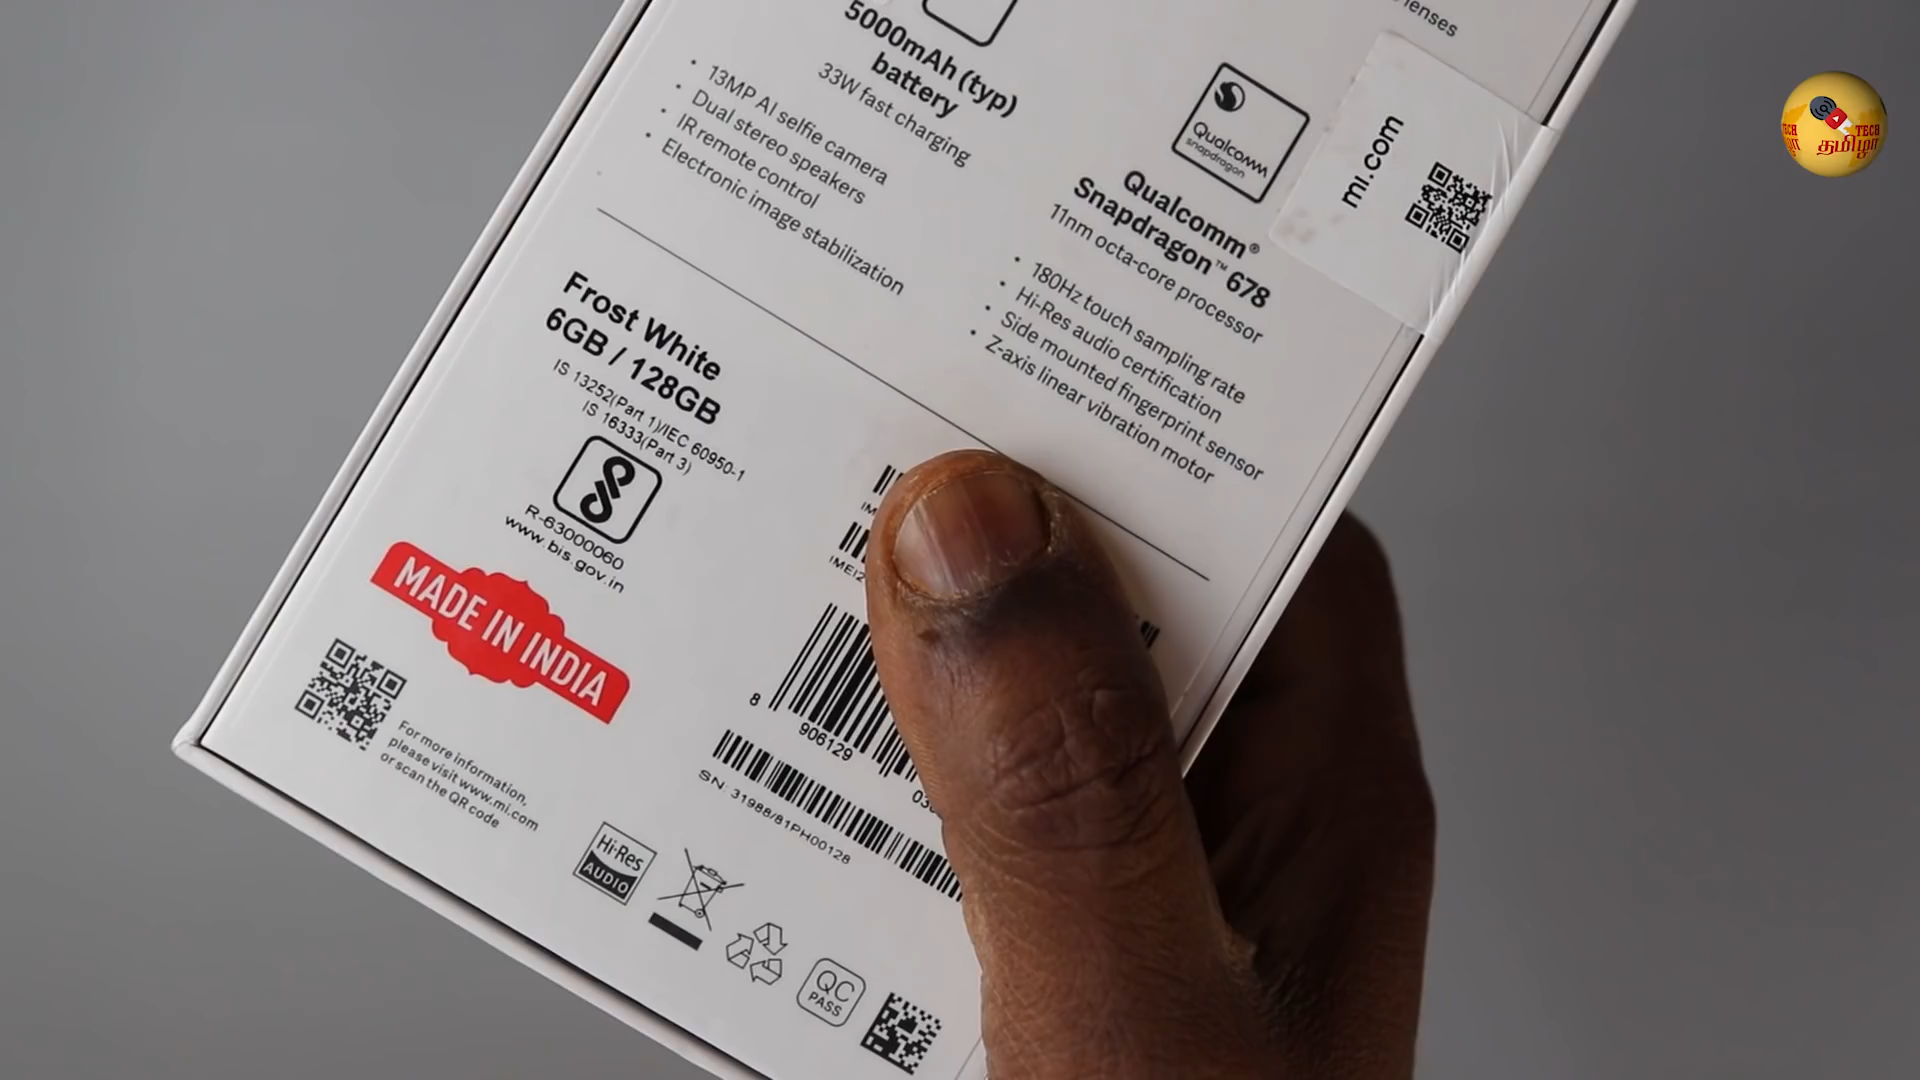 lenses
5000mAh (typ)
battery
33W fast charging
• 13MP AI selfie camera
• Dual stereo speakers
• IR remote control
• Electronic image stabilization
Qualcomm
snapdragon
Qualcomm®
Snapdragon™ 678
11nm octa-core processor
• 180Hz touch sampling rate
• Hi-Res audio certification
• Side mounted fingerprint sensor
• Z-axis linear vibration motor
mi.com
TECH
TECH
தமிழா
Frost White
6GB / 128GB
IS 13252(Part 1)/IEC 60950-1
IS 16333(Part 3)
R-63000060
www.bis.gov.in
MADE IN INDIA
For more information,
please visit www.mi.com
or scan the QR code
IMEI2
8
906129
SN: 31988/81PH00128
Hi-Res
AUDIO
QC
PASS